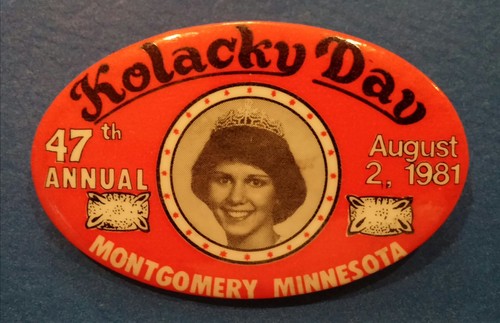 Kolacky Day
47th
ANNUAL
August
2, 1981
MONTGOMERY MINNESOTA